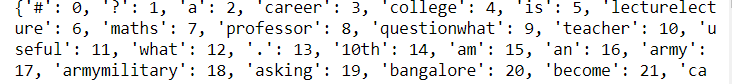 {'#': 0, '?': 1, 'a': 2, 'career': 3, 'college': 4, 'is': 5, 'lecturelect
ure': 6, 'maths': 7, 'professor': 8, 'questionwhat': 9, 'teacher': 10, 'u
seful': 11, 'what': 12, '.': 13, '10th': 14, 'am': 15, 'an': 16, 'army':
17, 'armymilitary': 18, 'asking': 19, 'bangalore': 20, 'become': 21, 'ca